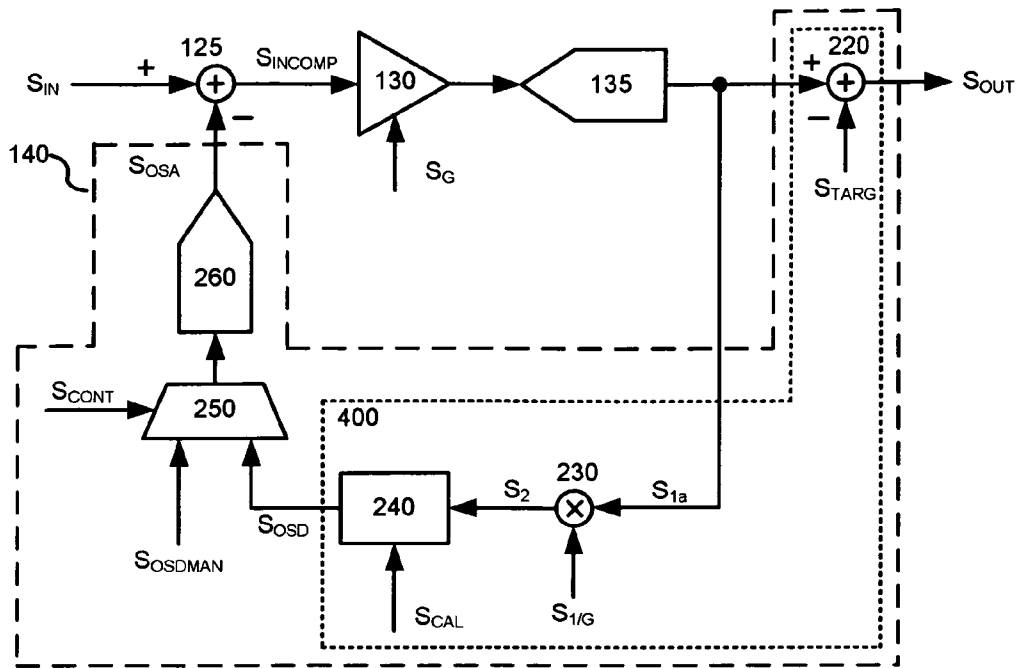 125
220
S_IN
+
+
S_INCOMP
130
135
+
+
S_OUT
−
−
140
S_OSA
S_G
S_TARG
260
S_CONT
250
400
230
240
S_2
×
S_1a
S_OSD
S_OSDMAN
S_CAL
S_1/G